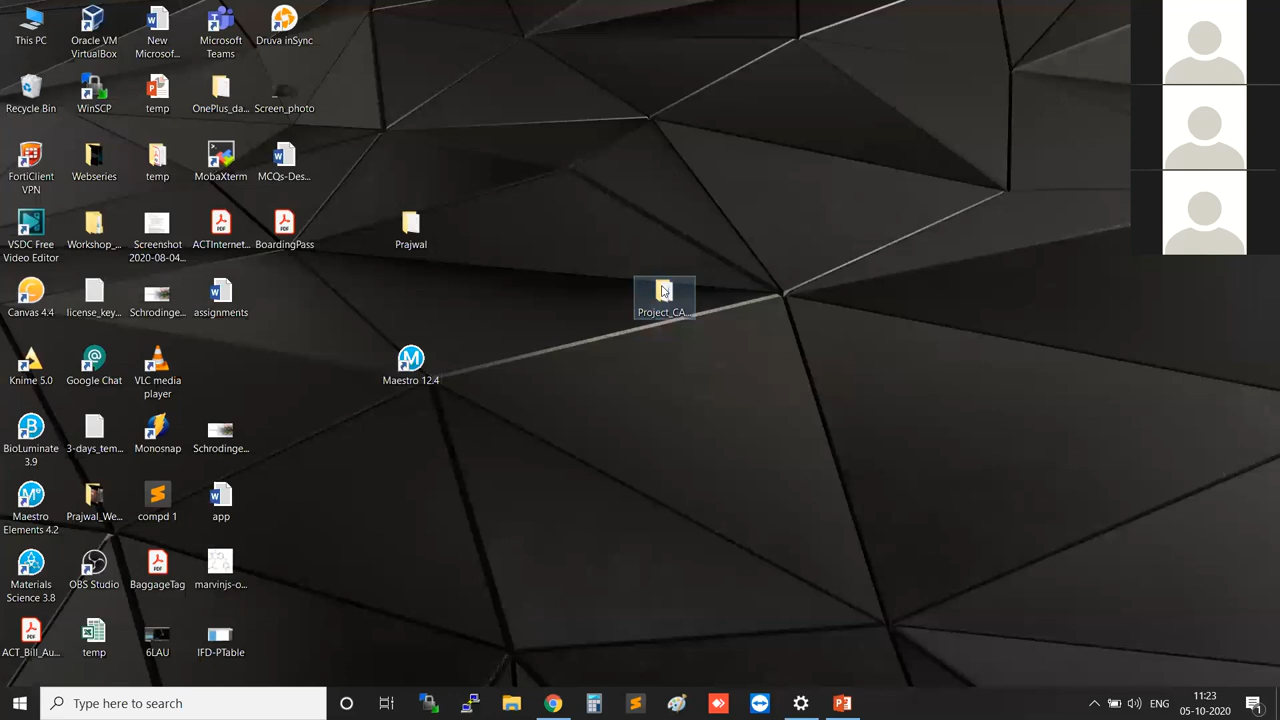 This PC
Oracle VM
VirtualBox
New
Microsof...
Microsoft
Teams
Druva inSync
Recycle Bin
WinSCP
temp
OnePlus_da...
Screen_photo
FortiClient
VPN
Webseries
temp
MobaXterm
MCQs-Des...
VSDC Free
Video Editor
Workshop_...
Screenshot
2020-08-04...
ACTInternet...
BoardingPass
Prajwal
Canvas 4.4
license_key...
Schrodinge...
assignments
Project_CA...
Knime 5.0
Google Chat
VLC media
player
Maestro 12.4
BioLuminate
3.9
3-days_tem...
Monosnap
Schrodinge...
Maestro
Elements 4.2
Prajwal_We...
compd 1
app
Materials
Science 3.8
OBS Studio
BaggageTag
marvinjs-o...
ACT_Bill_Au...
temp
6LAU
IFD-PTable
Type here to search
ENG
11:23
05-10-2020